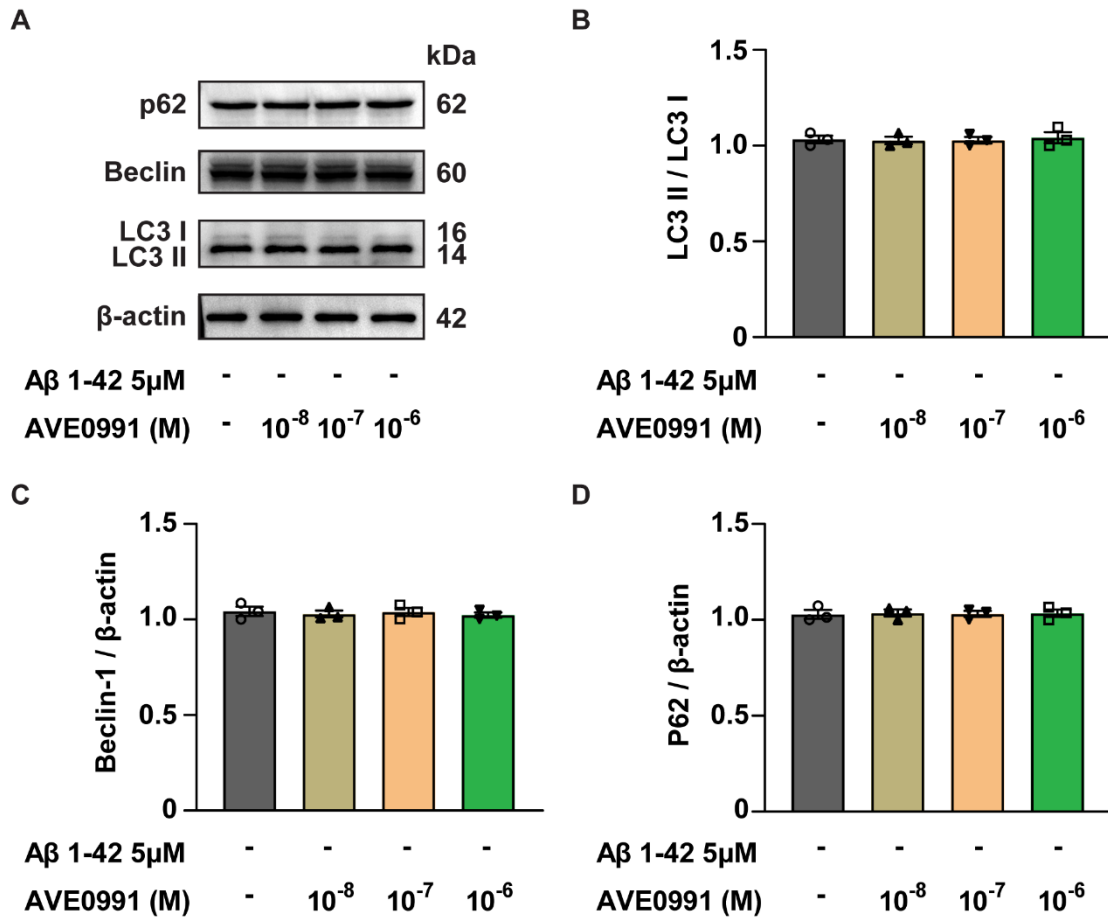 A
kDa
p62 62
Beclin 60
LC3 I 16
LC3 II 14
β-actin 42
Aβ 1-42 5μM - - - -
AVE0991 (M) - 10⁻⁸ 10⁻⁷ 10⁻⁶
B
LC3 II / LC3 I
1.5
1.0
0.5
0
Aβ 1-42 5μM - - - -
AVE0991 (M) - 10⁻⁸ 10⁻⁷ 10⁻⁶
C
Beclin-1 / β-actin
1.5
1.0
0.5
0
Aβ 1-42 5μM - - - -
AVE0991 (M) - 10⁻⁸ 10⁻⁷ 10⁻⁶
D
P62 / β-actin
1.5
1.0
0.5
0
Aβ 1-42 5μM - - - -
AVE0991 (M) - 10⁻⁸ 10⁻⁷ 10⁻⁶